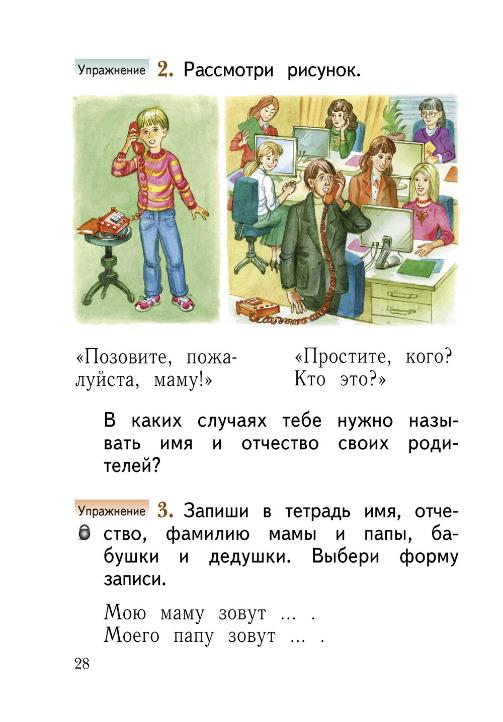 Упражнение 2. Рассмотри рисунок.
«Позовите, пожа-
луйста, маму!»
«Простите, кого?
Кто это?»
В каких случаях тебе нужно назы-
вать имя и отчество своих роди-
телей?
Упражнение 3. Запиши в тетрадь имя, отче-
ство, фамилию мамы и папы, ба-
бушки и дедушки. Выбери форму
записи.
Мою маму зовут ... .
Моего папу зовут ... .
28